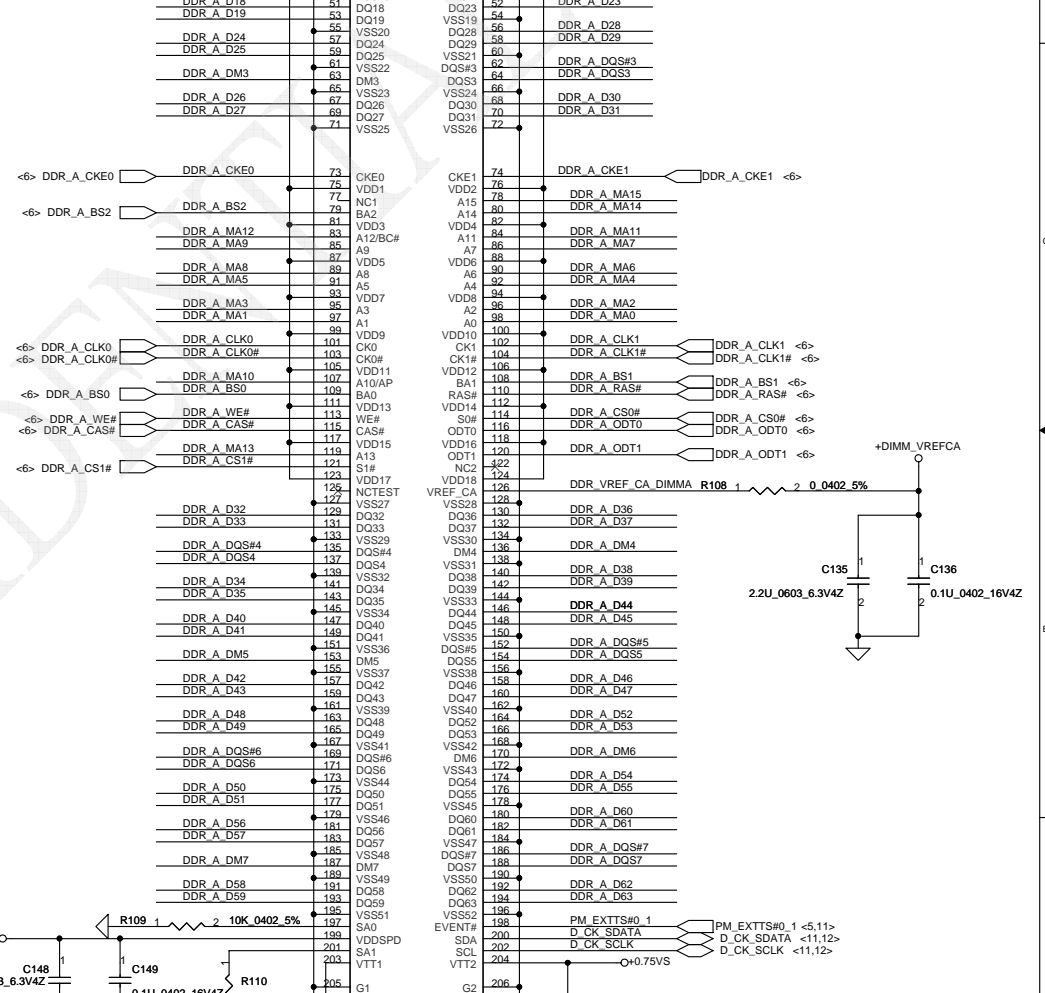 DDR_A_D18 51 DQ18 DQ23 52 DDR_A_D23
DDR_A_D19 53 DQ19 VSS19 54
55 VSS20 DQ28 56 DDR_A_D28
DDR_A_D24 57 DQ24 DQ29 58 DDR_A_D29
DDR_A_D25 59 DQ25 VSS21 60
61 VSS22 DQS#3 62 DDR_A_DQS#3
DDR_A_DM3 63 DM3 DQS3 64 DDR_A_DQS3
65 VSS23 VSS24 66
DDR_A_D26 67 DQ26 DQ30 68 DDR_A_D30
DDR_A_D27 69 DQ27 DQ31 70 DDR_A_D31
71 VSS25 VSS26 72
<6> DDR_A_CKE0 DDR_A_CKE0 73 CKE0 CKE1 74 DDR_A_CKE1 DDR_A_CKE1 <6>
75 VDD1 VDD2 76
77 NC1 A15 78 DDR_A_MA15
<6> DDR_A_BS2 DDR_A_BS2 79 BA2 A14 80 DDR_A_MA14
81 VDD3 VDD4 82
DDR_A_MA12 83 A12/BC# A11 84 DDR_A_MA11
DDR_A_MA9 85 A9 A7 86 DDR_A_MA7
87 VDD5 VDD6 88
DDR_A_MA8 89 A8 A6 90 DDR_A_MA6
DDR_A_MA5 91 A5 A4 92 DDR_A_MA4
93 VDD7 VDD8 94
DDR_A_MA3 95 A3 A2 96 DDR_A_MA2
DDR_A_MA1 97 A1 A0 98 DDR_A_MA0
99 VDD9 VDD10 100
<6> DDR_A_CLK0 DDR_A_CLK0 101 CK0 CK1 102 DDR_A_CLK1 DDR_A_CLK1 <6>
<6> DDR_A_CLK0# DDR_A_CLK0# 103 CK0# CK1# 104 DDR_A_CLK1# DDR_A_CLK1# <6>
105 VDD11 VDD12 106
DDR_A_MA10 107 A10/AP BA1 108 DDR_A_BS1 DDR_A_BS1 <6>
<6> DDR_A_BS0 DDR_A_BS0 109 BA0 RAS# 110 DDR_A_RAS# DDR_A_RAS# <6>
111 VDD13 VDD14 112
<6> DDR_A_WE# DDR_A_WE# 113 WE# S0# 114 DDR_A_CS0# DDR_A_CS0# <6>
<6> DDR_A_CAS# DDR_A_CAS# 115 CAS# ODT0 116 DDR_A_ODT0 DDR_A_ODT0 <6>
117 VDD15 VDD16 118
DDR_A_MA13 119 A13 ODT1 120 DDR_A_ODT1 DDR_A_ODT1 <6>
<6> DDR_A_CS1# DDR_A_CS1# 121 S1# NC2 122
123 VDD17 VDD18 124
125 NCTEST VREF_CA 126 DDR_VREF_CA_DIMMA R108 1 2 0_0402_5%
+DIMM_VREFCA
127 VSS27 VSS28 128
DDR_A_D32 129 DQ32 DQ36 130 DDR_A_D36
DDR_A_D33 131 DQ33 DQ37 132 DDR_A_D37
133 VSS29 VSS30 134
DDR_A_DQS#4 135 DQS#4 DM4 136 DDR_A_DM4
DDR_A_DQS4 137 DQS4 VSS31 138
139 VSS32 DQ38 140 DDR_A_D38
DDR_A_D34 141 DQ34 DQ39 142 DDR_A_D39
DDR_A_D35 143 DQ35 VSS33 144
145 VSS34 DQ44 146 DDR_A_D44
C135 1 2 2.2U_0603_6.3V4Z
C136 1 2 0.1U_0402_16V4Z
DDR_A_D40 147 DQ40 DQ45 148 DDR_A_D45
DDR_A_D41 149 DQ41 VSS35 150
151 VSS36 DQS#5 152 DDR_A_DQS#5
DDR_A_DM5 153 DM5 DQS5 154 DDR_A_DQS5
155 VSS37 VSS38 156
DDR_A_D42 157 DQ42 DQ46 158 DDR_A_D46
DDR_A_D43 159 DQ43 DQ47 160 DDR_A_D47
161 VSS39 VSS40 162
DDR_A_D48 163 DQ48 DQ52 164 DDR_A_D52
DDR_A_D49 165 DQ49 DQ53 166 DDR_A_D53
167 VSS41 VSS42 168
DDR_A_DQS#6 169 DQS#6 DM6 170 DDR_A_DM6
DDR_A_DQS6 171 DQS6 VSS43 172
173 VSS44 DQ54 174 DDR_A_D54
DDR_A_D50 175 DQ50 DQ55 176 DDR_A_D55
DDR_A_D51 177 DQ51 VSS45 178
179 VSS46 DQ60 180 DDR_A_D60
DDR_A_D56 181 DQ56 DQ61 182 DDR_A_D61
DDR_A_D57 183 DQ57 VSS47 184
185 VSS48 DQS#7 186 DDR_A_DQS#7
DDR_A_DM7 187 DM7 DQS7 188 DDR_A_DQS7
189 VSS49 VSS50 190
DDR_A_D58 191 DQ58 DQ62 192 DDR_A_D62
DDR_A_D59 193 DQ59 DQ63 194 DDR_A_D63
195 VSS51 VSS52 196
R109 1 2 10K_0402_5% 197 SA0 EVENT# 198 PM_EXTTS#0_1 PM_EXTTS#0_1 <5,11>
199 VDDSPD SDA 200 D_CK_SDATA D_CK_SDATA <11,12>
201 SA1 SCL 202 D_CK_SCLK D_CK_SCLK <11,12>
203 VTT1 VTT2 204 +0.75VS
C148 1 C149 1 R110 1
205 G1 G2 206
0.1U_0402_16V4Z